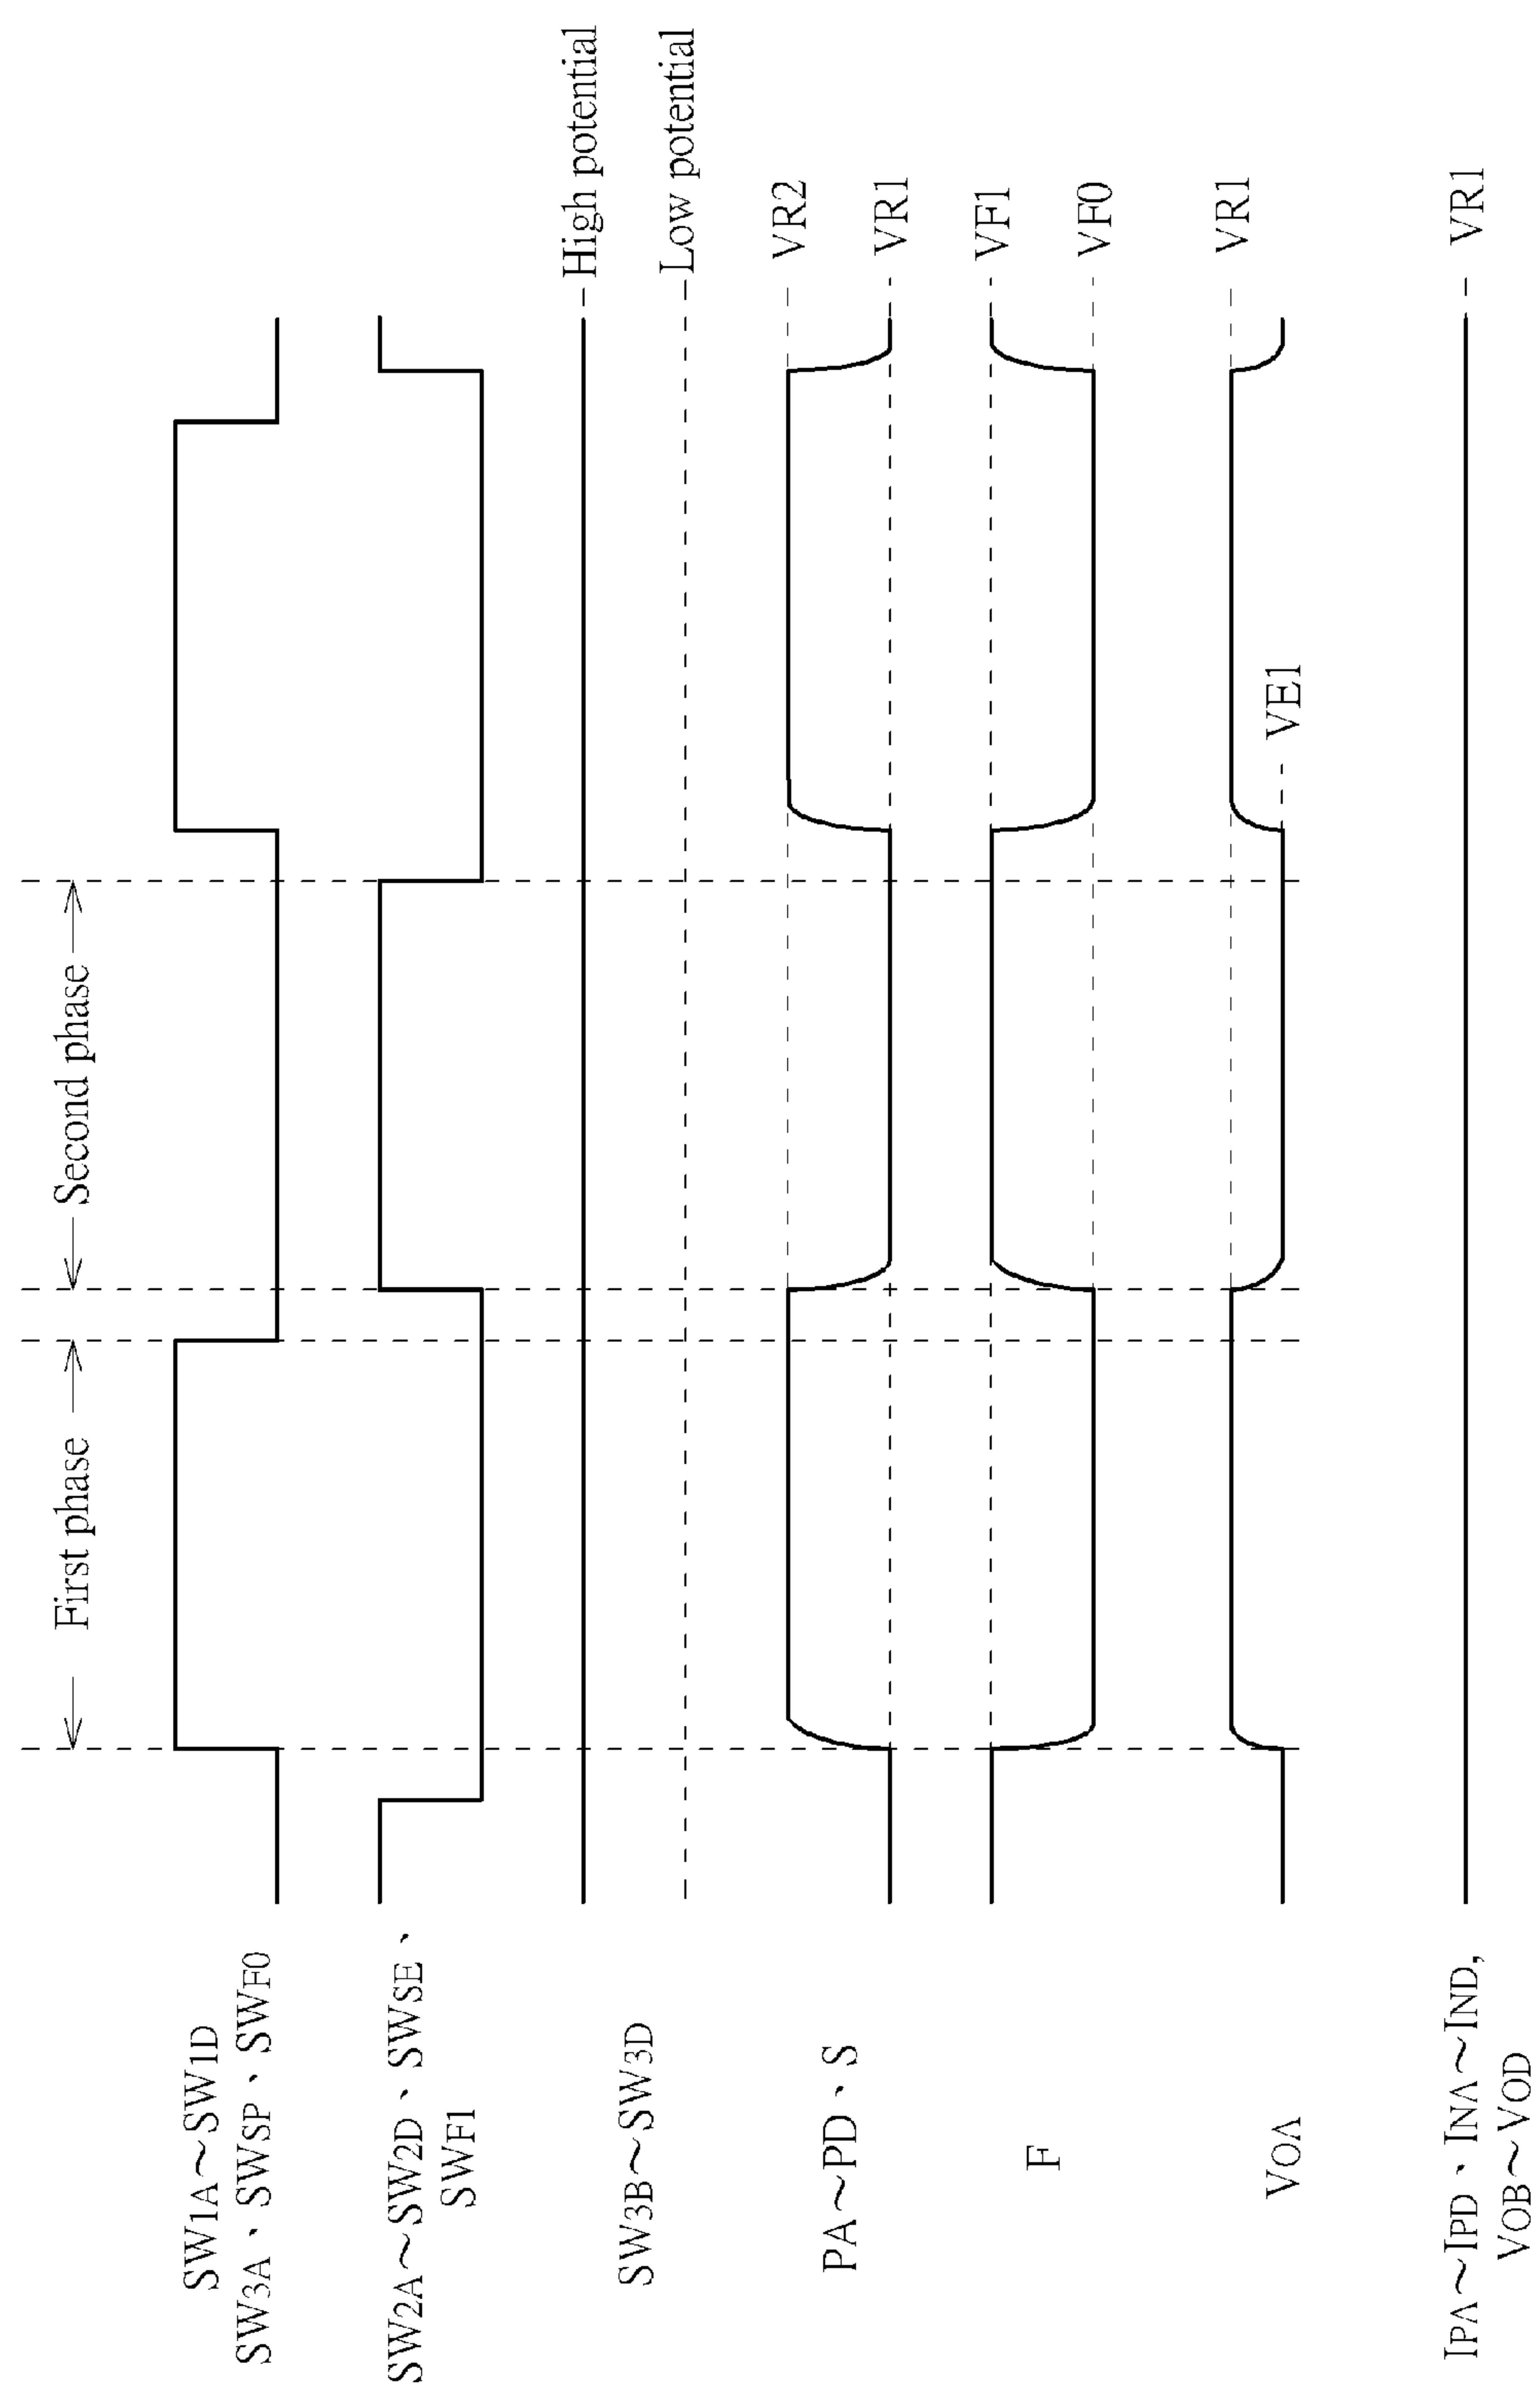 First phase
Second phase
SW1A～SW1D
SW3A、SWSP、SWF0
SW2A～SW2D、SWSE、
SWF1
High potential
SW3B～SW3D
Low potential
VR2
PA～PD、S
VR1
VF1
F
VF0
VR1
VOA
VE1
IPA～IPD、INA～IND,
VOB～VOD
VR1